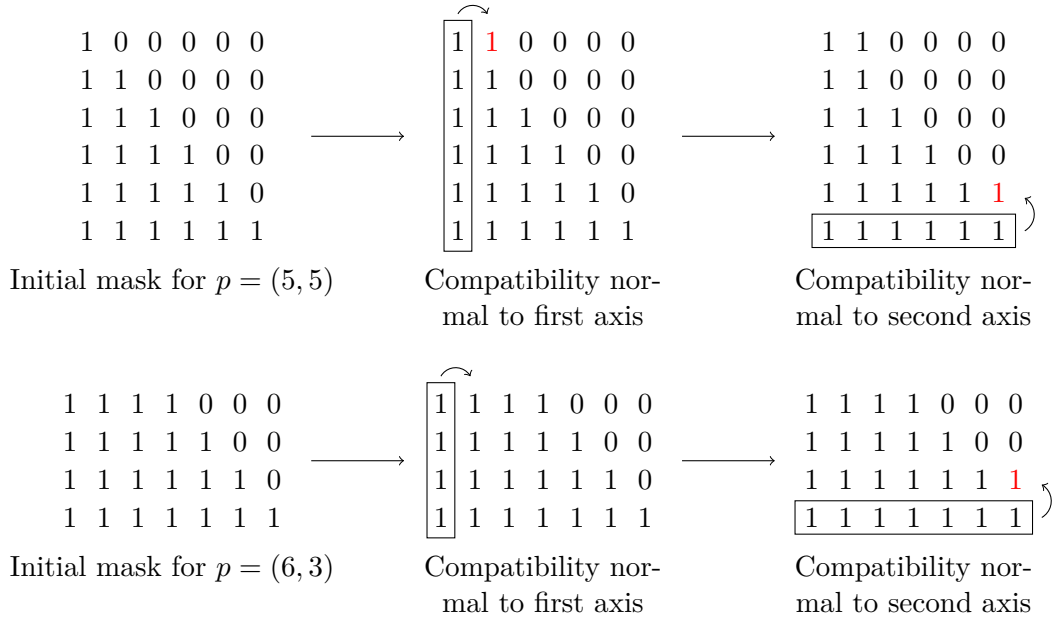 1 0 0 0 0 0 1 1 0 0 0 0 1 1 0 0 0 0
1 1 0 0 0 0 1 1 0 0 0 0 1 1 0 0 0 0
1 1 1 0 0 0 1 1 1 0 0 0 1 1 1 0 0 0
1 1 1 1 0 0 1 1 1 1 0 0 1 1 1 1 0 0
1 1 1 1 1 0 1 1 1 1 1 0 1 1 1 1 1 1
1 1 1 1 1 1 1 1 1 1 1 1 1 1 1 1 1 1
Initial mask for p = (5, 5)
Compatibility nor-
mal to first axis
Compatibility nor-
mal to second axis
1 1 1 1 0 0 0 1 1 1 1 0 0 0 1 1 1 1 0 0 0
1 1 1 1 1 0 0 1 1 1 1 1 0 0 1 1 1 1 1 0 0
1 1 1 1 1 1 0 1 1 1 1 1 1 0 1 1 1 1 1 1 1
1 1 1 1 1 1 1 1 1 1 1 1 1 1 1 1 1 1 1 1 1
Initial mask for p = (6, 3)
Compatibility nor-
mal to first axis
Compatibility nor-
mal to second axis